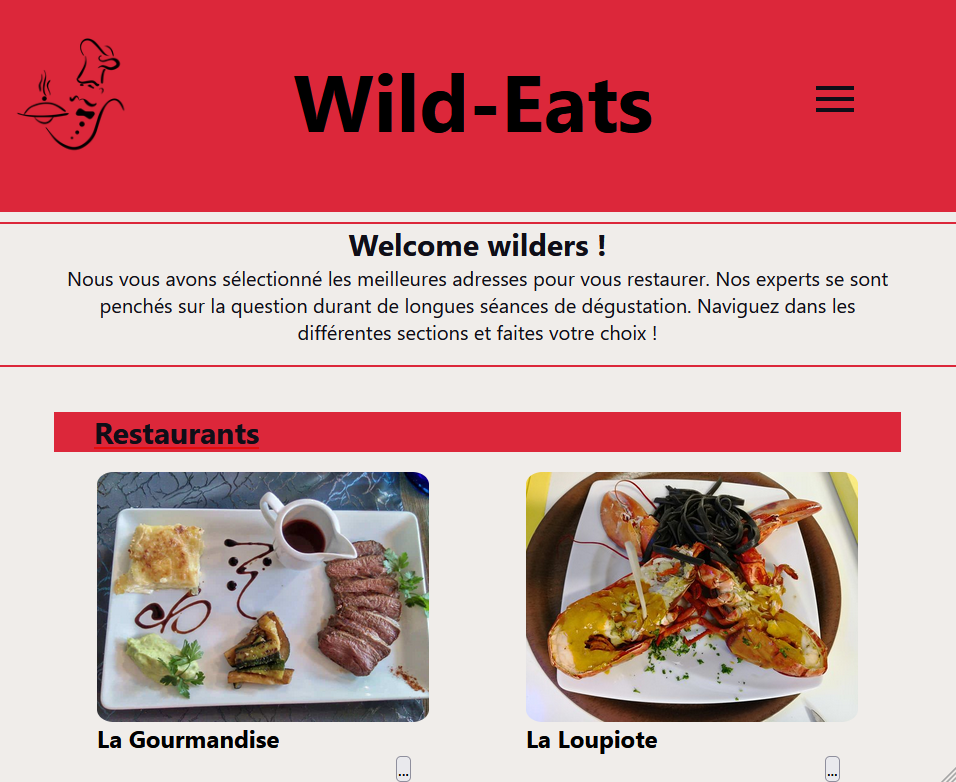 Wild-Eats
Welcome wilders !
Nous vous avons sélectionné les meilleures adresses pour vous restaurer. Nos experts se sont
penchés sur la question durant de longues séances de dégustation. Naviguez dans les
différentes sections et faites votre choix !
Restaurants
La Gourmandise
La Loupiote
...
...